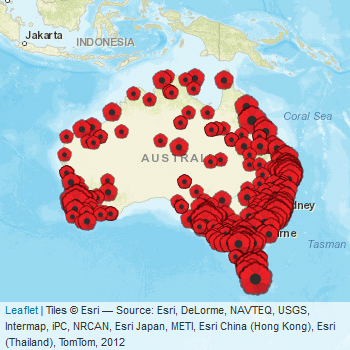 Jakarta
INDONESIA
Coral Sea
AUSTRAL
dney
rne
Tasman
Leaflet | Tiles © Esri — Source: Esri, DeLorme, NAVTEQ, USGS,
Intermap, iPC, NRCAN, Esri Japan, METI, Esri China (Hong Kong), Esri
(Thailand), TomTom, 2012